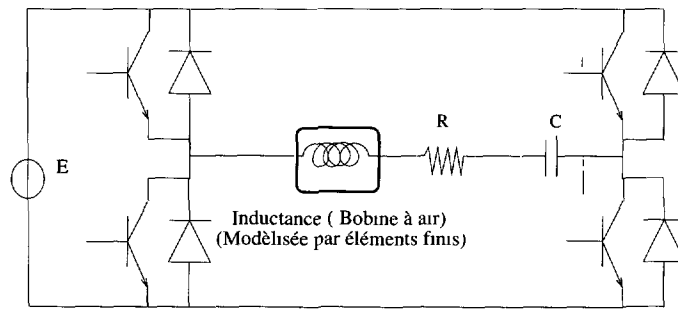 R
C
E
Inductance ( Bobine à air)
(Modèlisée par éléments finis)